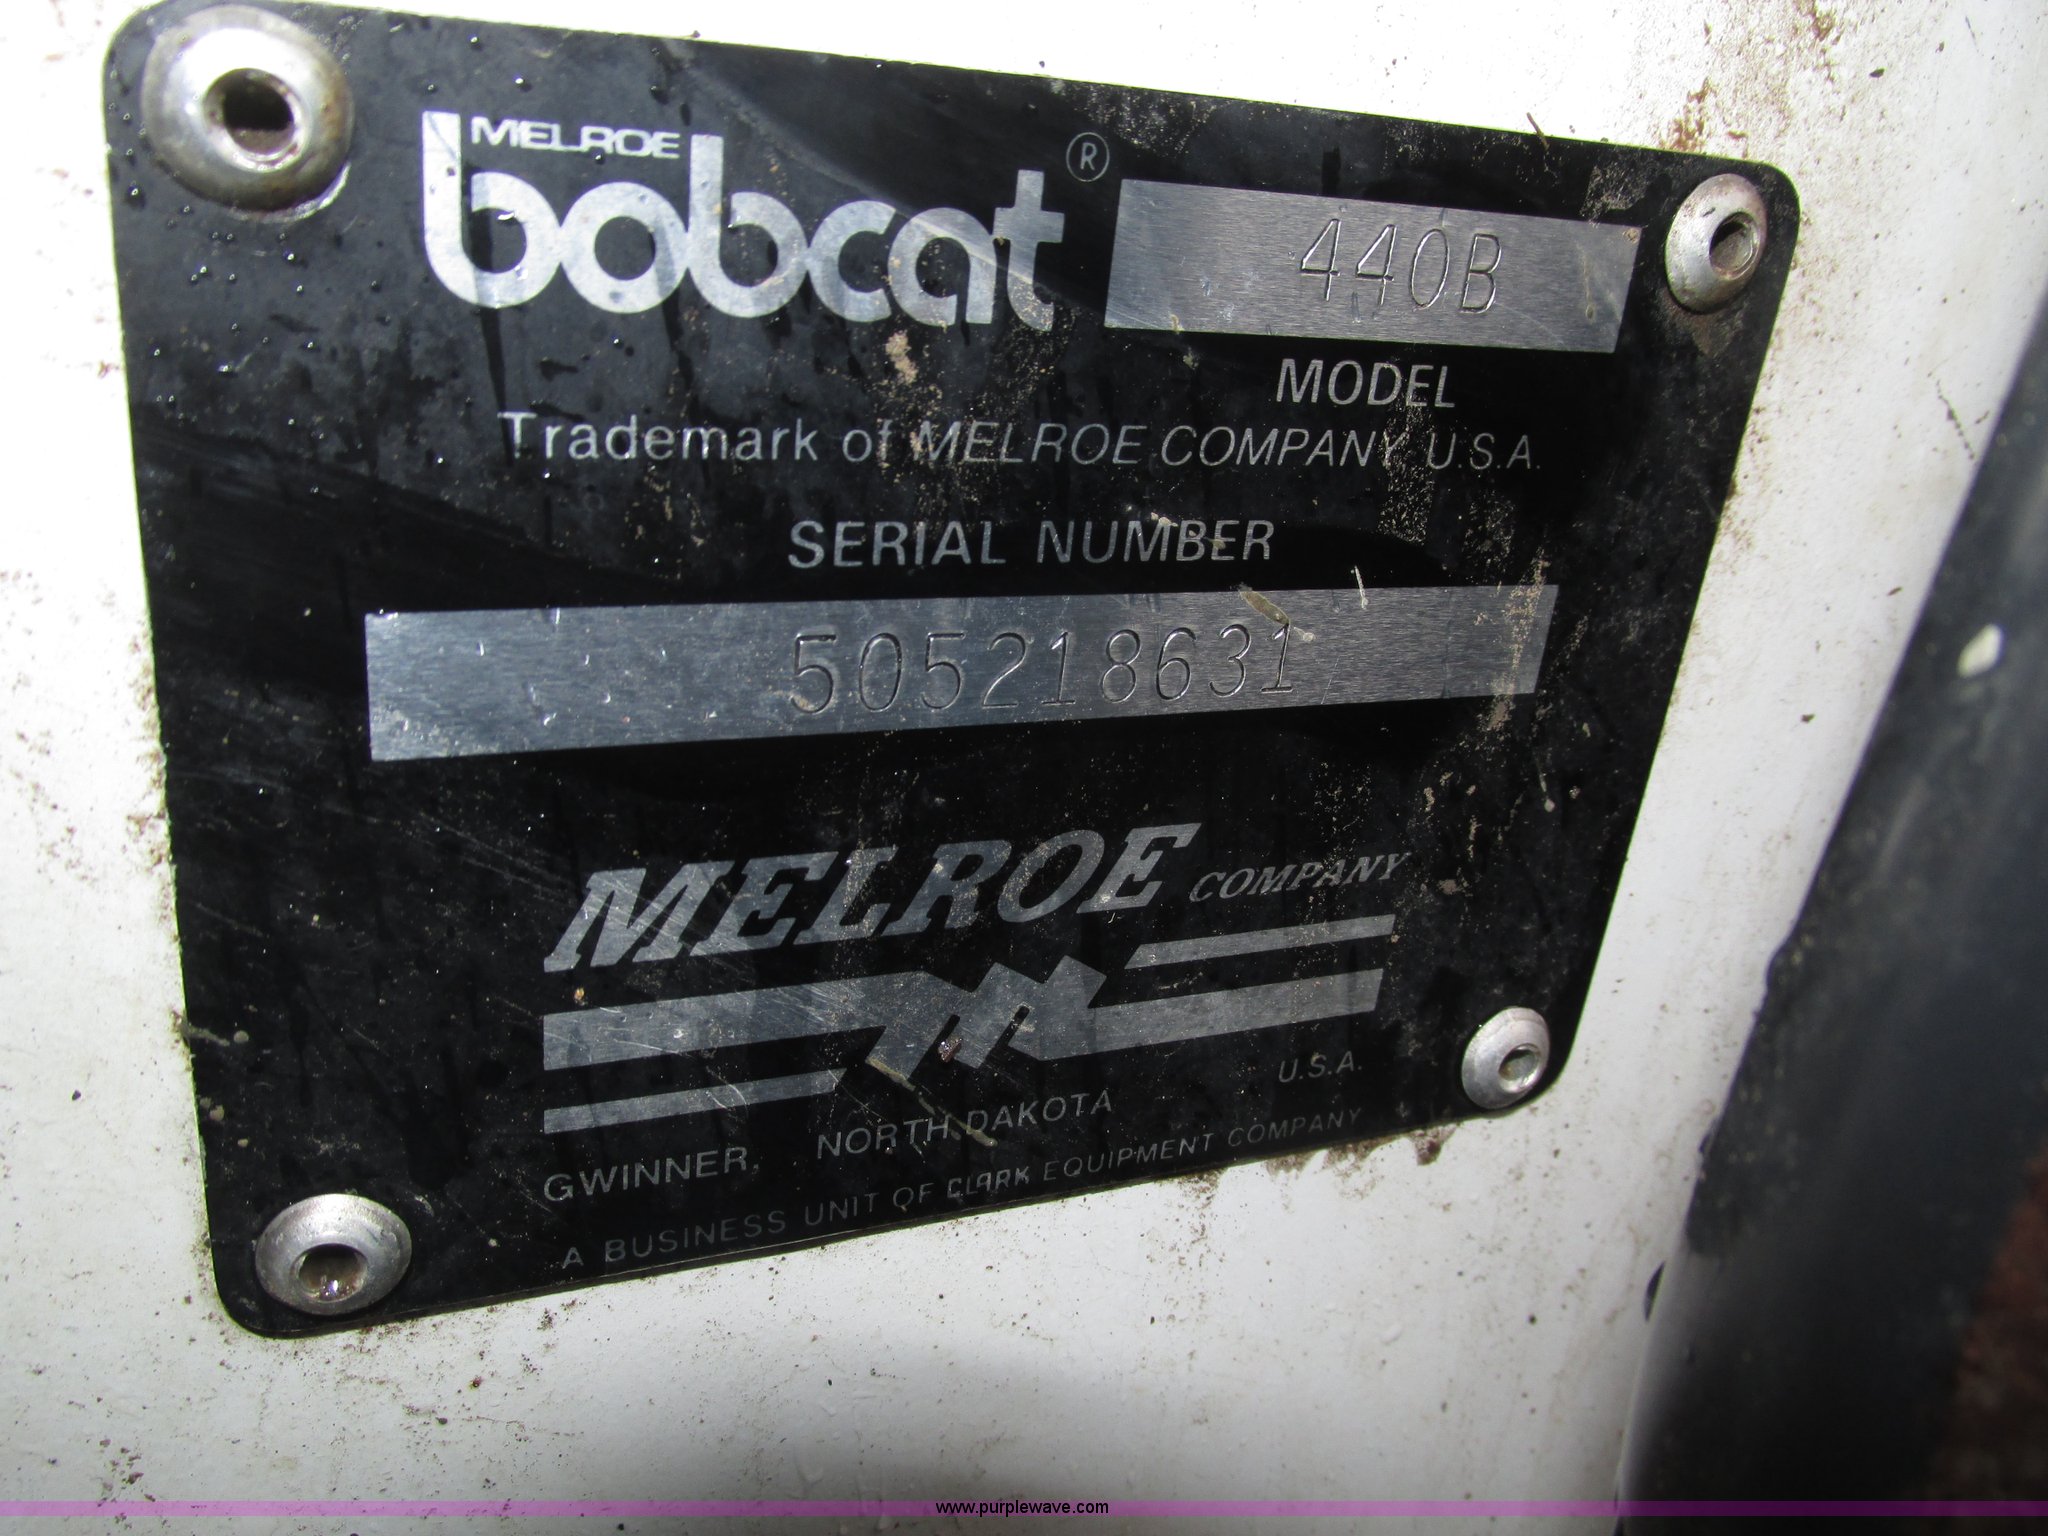 MELROE
bobcat ® 440B
MODEL
Trademark of MELROE COMPANY U.S.A.
SERIAL NUMBER
505218631
MELROE COMPANY
GWINNER, NORTH DAKOTA U.S.A.
A BUSINESS UNIT OF CLARK EQUIPMENT COMPANY
www.purplewave.com